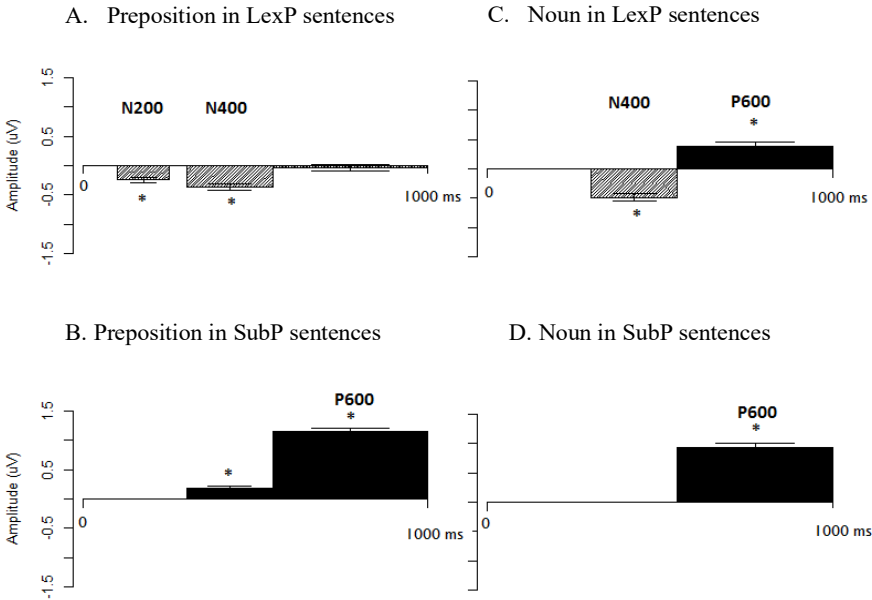 A. Preposition in LexP sentences
1.5
0.5
-0.5
-1.5
Amplitude (uV)
N200
N400
*
*
0
1000 ms
C. Noun in LexP sentences
N400
P600
*
*
0
1000 ms
B. Preposition in SubP sentences
1.5
0.5
-0.5
-1.5
Amplitude (uV)
P600
*
*
0
1000 ms
D. Noun in SubP sentences
P600
*
0
1000 ms